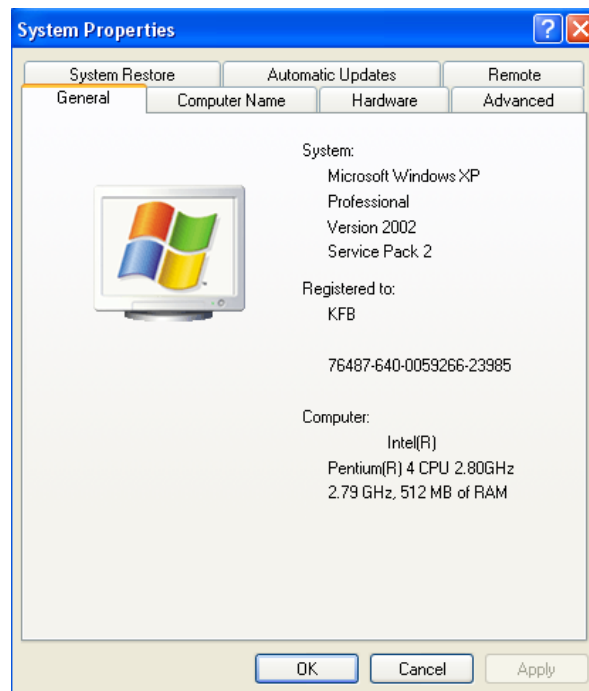 System Properties
System Restore Automatic Updates Remote
General Computer Name Hardware Advanced
System:
Microsoft Windows XP
Professional
Version 2002
Service Pack 2
Registered to:
KFB
76487-640-0059266-23985
Computer:
Intel(R)
Pentium(R) 4 CPU 2.80GHz
2.79 GHz, 512 MB of RAM
OK Cancel Apply